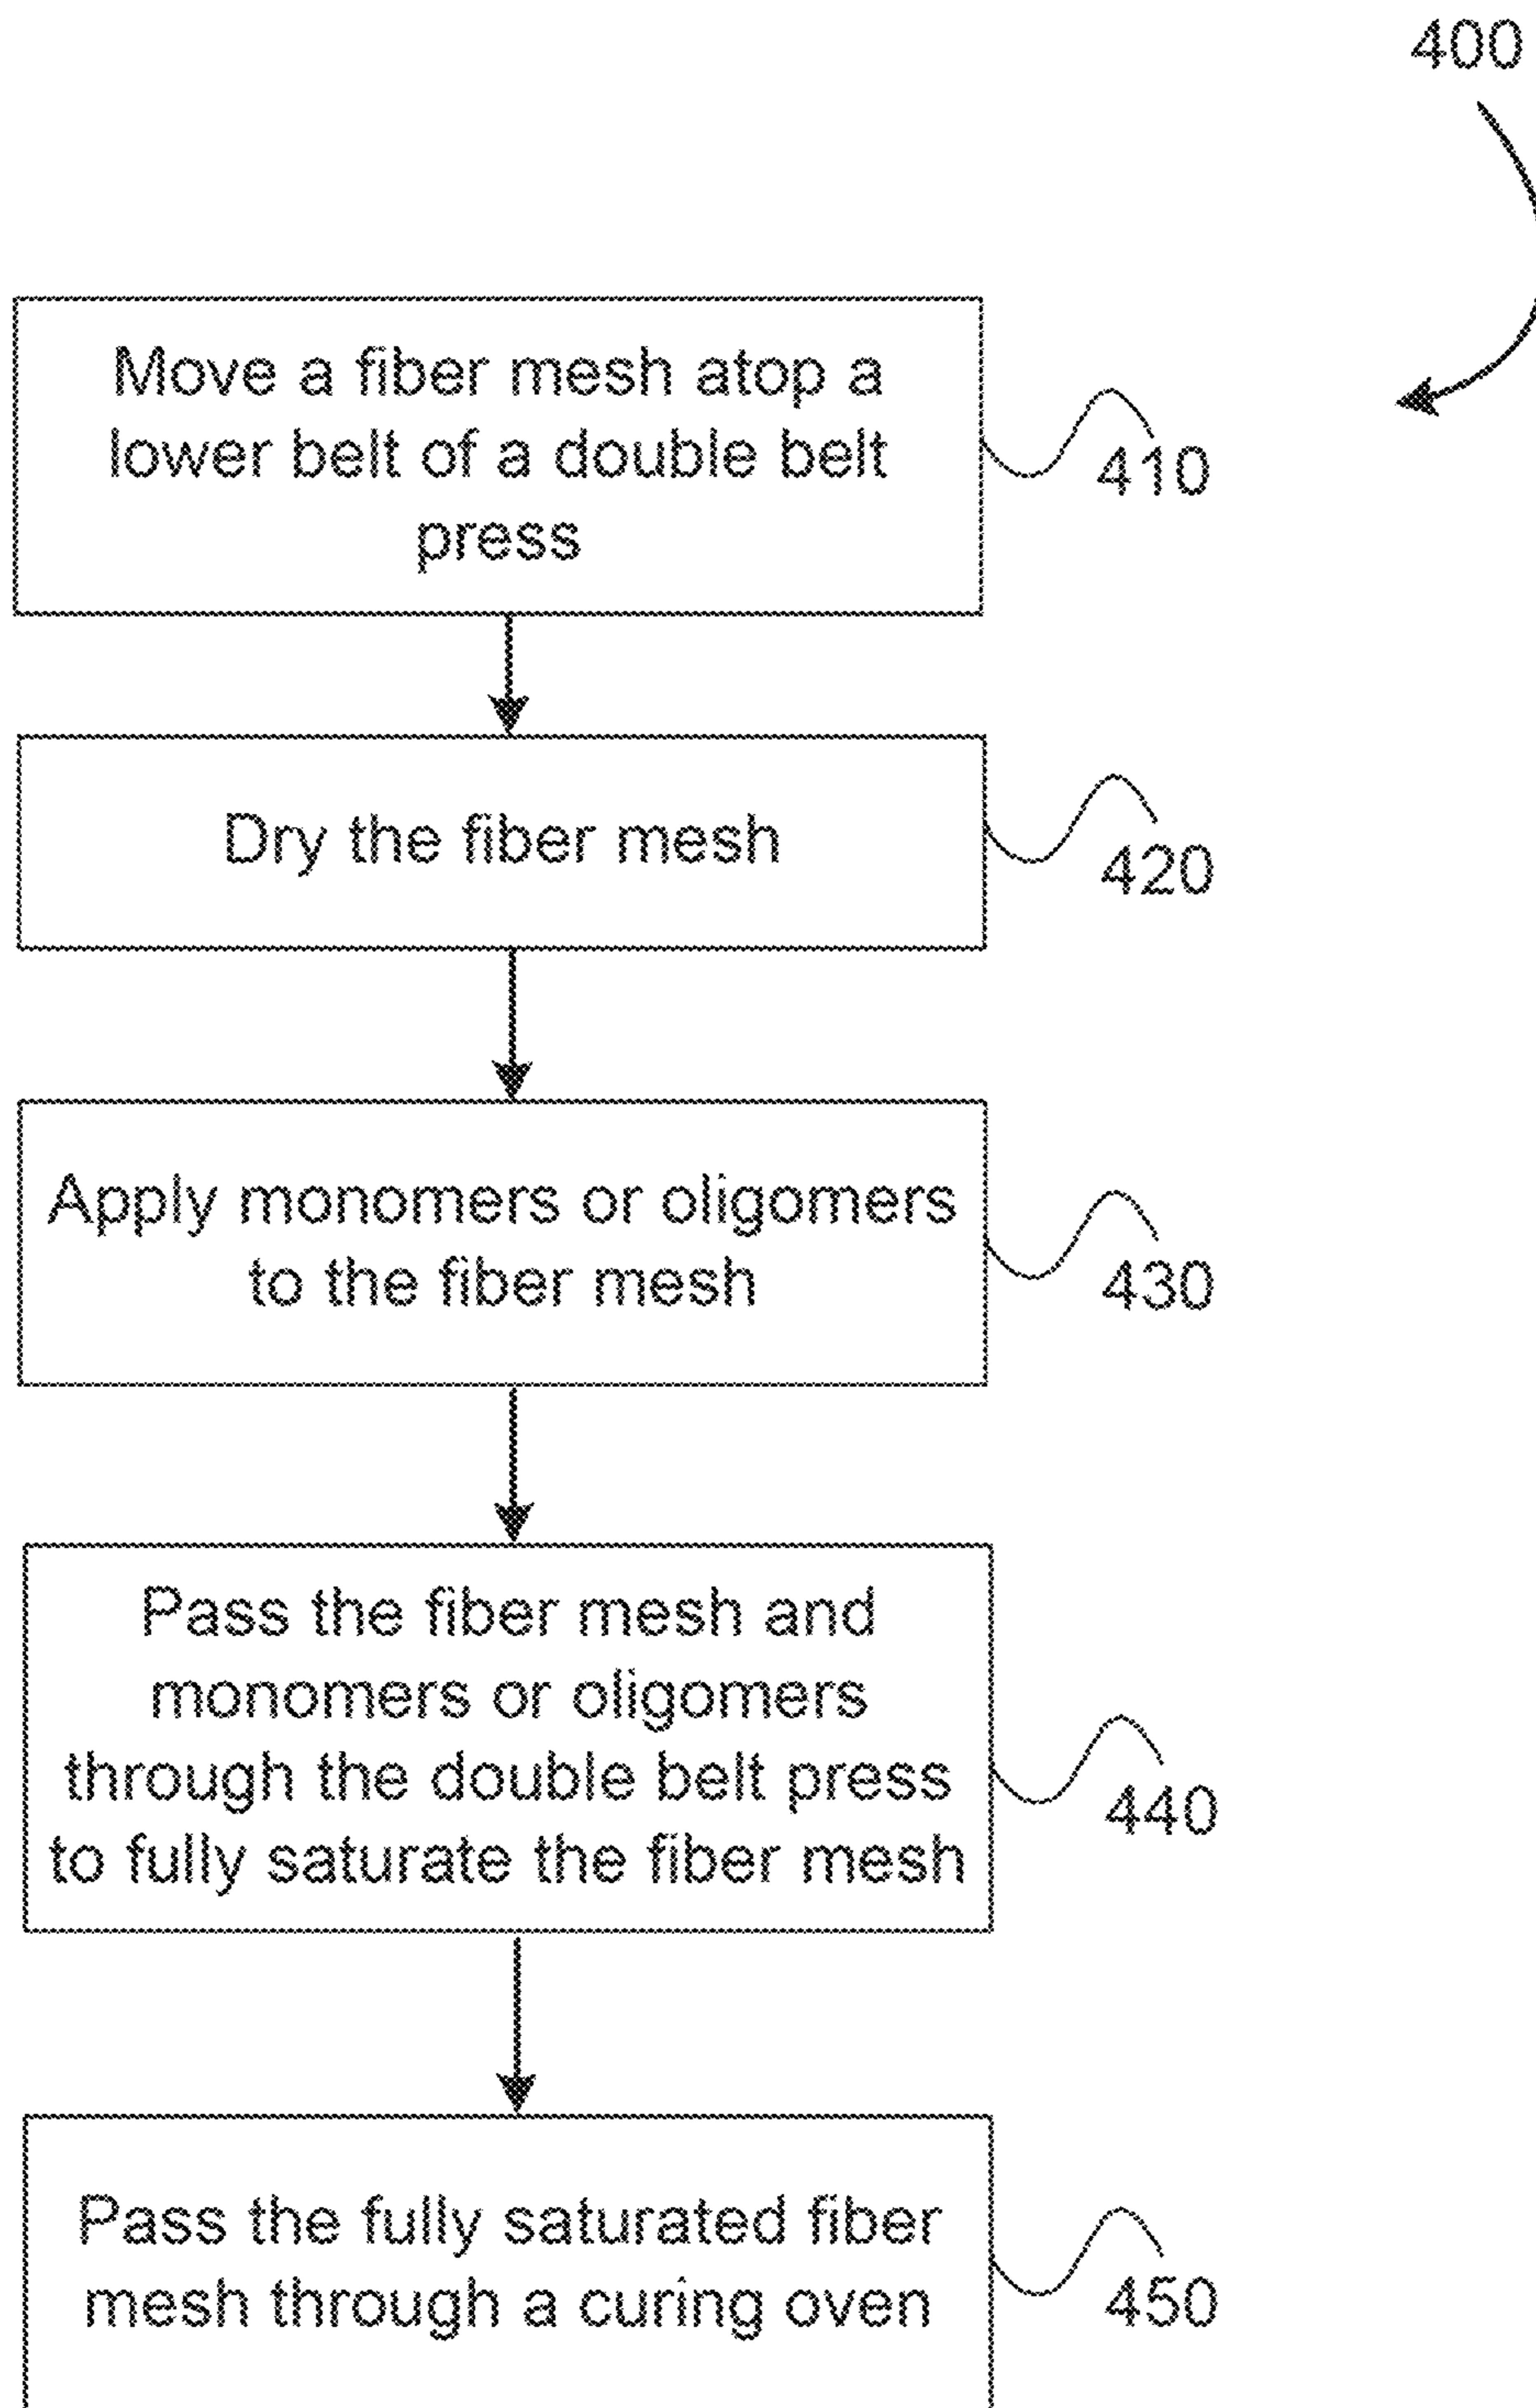 400
Move a fiber mesh atop a
lower belt of a double belt
press
410
Dry the fiber mesh
420
Apply monomers or oligomers
to the fiber mesh
430
Pass the fiber mesh and
monomers or oligomers
through the double belt press
to fully saturate the fiber mesh
440
Pass the fully saturated fiber
mesh through a curing oven
450